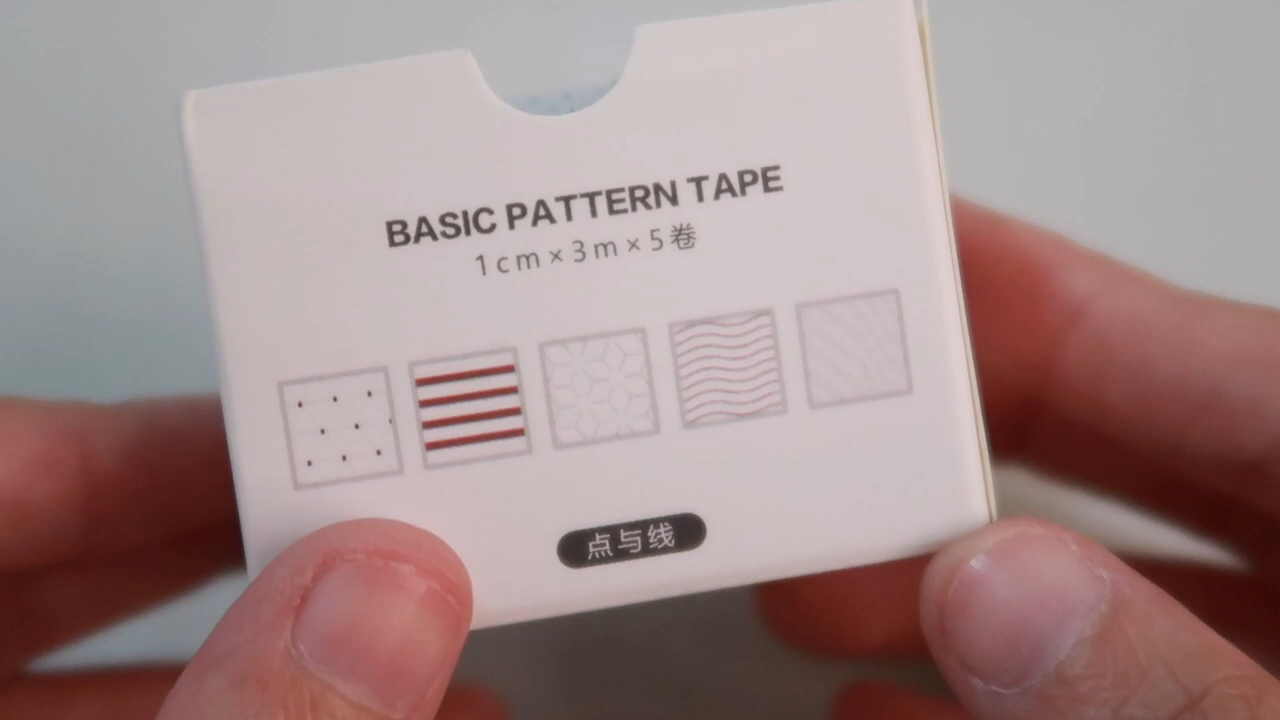 BASIC PATTERN TAPE
1cm×3m×5卷
点与线